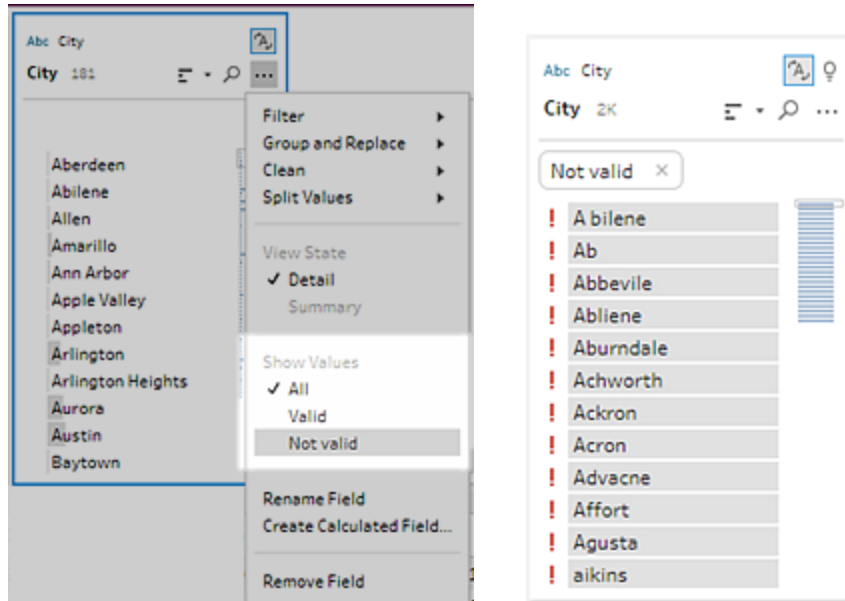 Abc City
City 181
Aberdeen
Abilene
Allen
Amarillo
Ann Arbor
Apple Valley
Appleton
Arlington
Arlington Heights
Aurora
Austin
Baytown
Filter
Group and Replace
Clean
Split Values
View State
✓ Detail
Summary
Show Values
✓ All
Valid
Not valid
Rename Field
Create Calculated Field...
Remove Field
Abc City
City 2K
Not valid ×
! A bilene
! Ab
! Abbevile
! Abliene
! Aburndale
! Achworth
! Ackron
! Acron
! Advacne
! Affort
! Agusta
! aikins